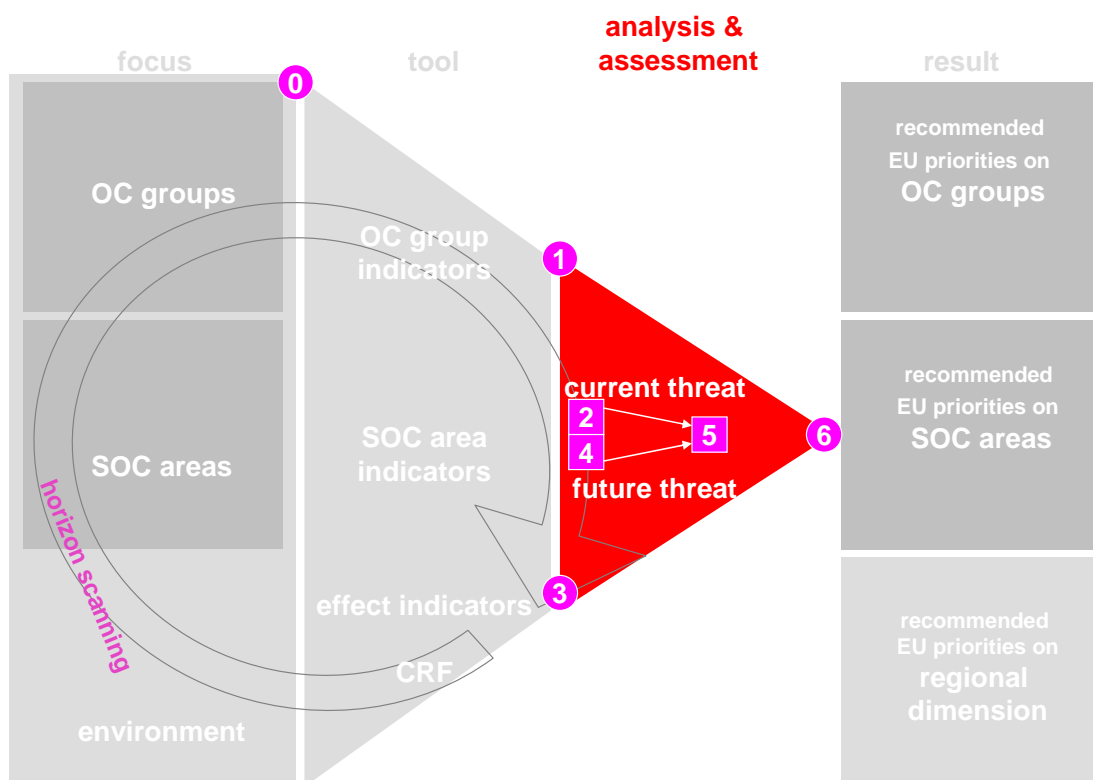 analysis &
assessment
focus
tool
result
0
OC groups
OC group
indicators
1
recommended
EU priorities on
OC groups
current threat
2
4
5
6
future threat
SOC areas
SOC area
indicators
recommended
EU priorities on
SOC areas
horizon scanning
3
effect indicators
CRF
environment
recommended
EU priorities on
regional
dimension